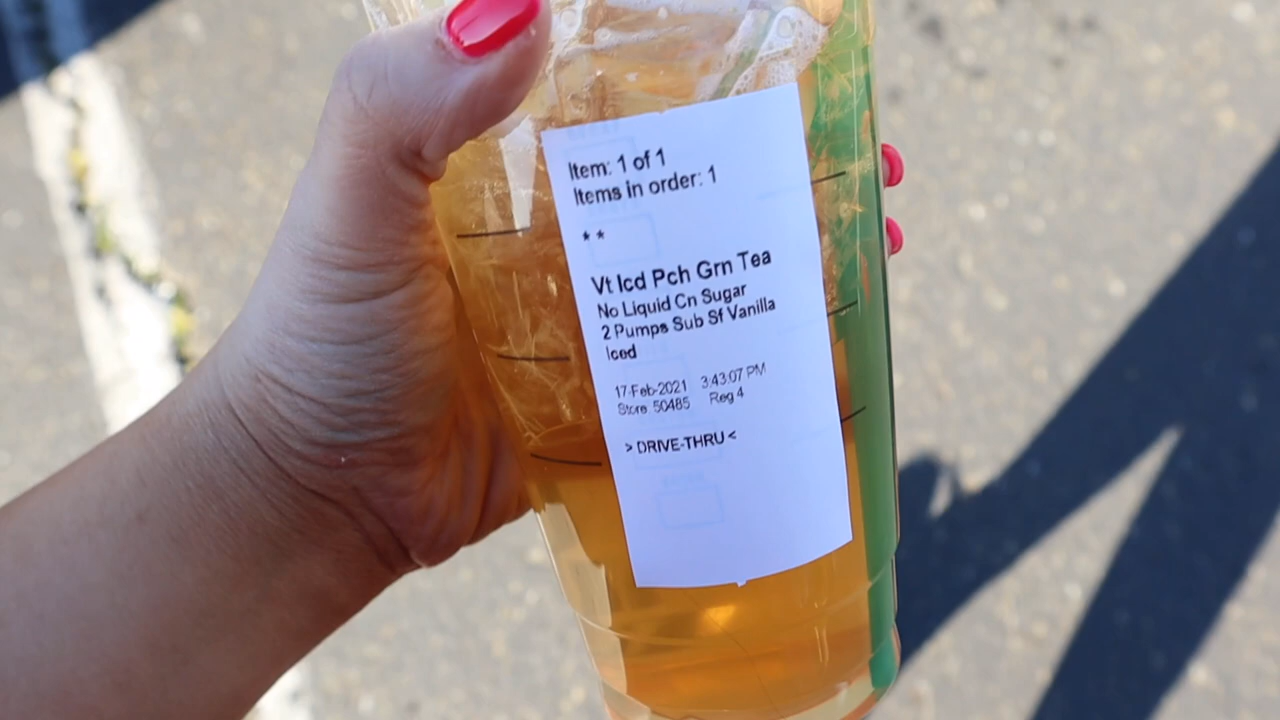 Item: 1 of 1
Items in order: 1
**
Vt Icd Pch Grn Tea
No Liquid Cn Sugar
2 Pumps Sub Sf Vanilla
Iced
17-Feb-2021 3:43:07 PM
Store: 50485 Reg 4
> DRIVE-THRU <